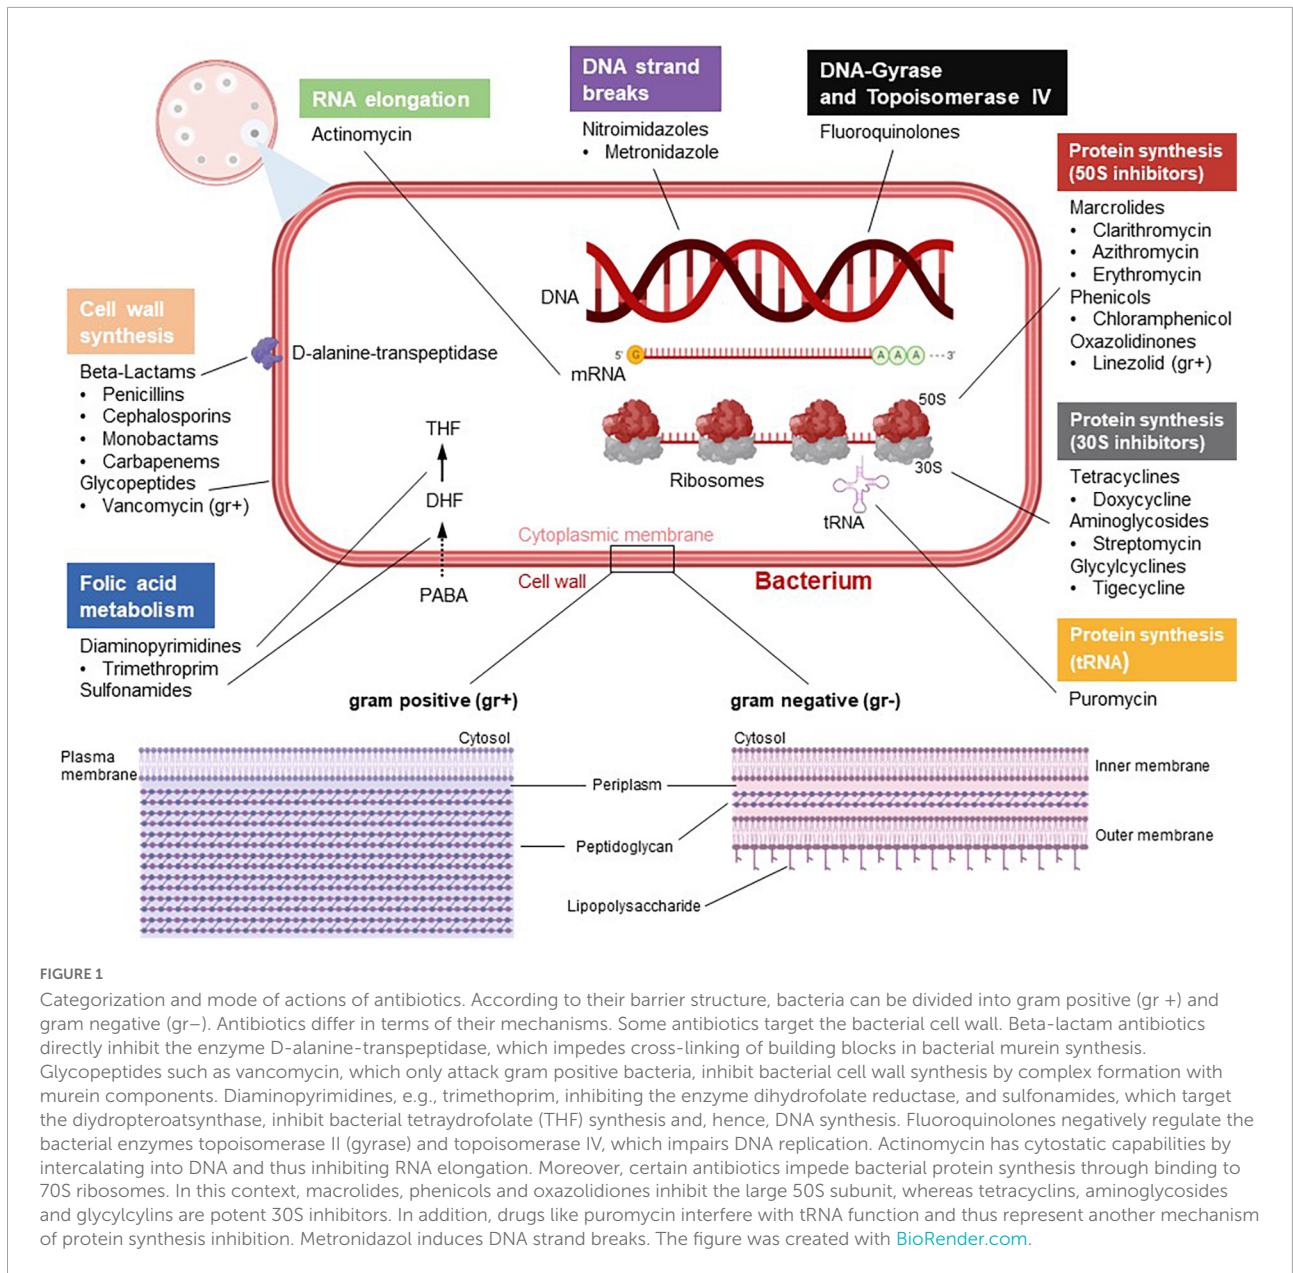 RNA elongation
Actinomycin
DNA strand
breaks
Nitroimidazoles
• Metronidazole
DNA-Gyrase
and Topoisomerase IV
Fluoroquinolones
Protein synthesis
(50S inhibitors)
Marcrolides
• Clarithromycin
• Azithromycin
• Erythromycin
Phenicols
• Chloramphenicol
Oxazolidinones
• Linezolid (gr+)
Cell wall
synthesis
Beta-Lactams
• Penicillins
• Cephalosporins
• Monobactams
• Carbapenems
Glycopeptides
• Vancomycin (gr+)
D-alanine-transpeptidase
DNA
5' G A A A --- 3'
mRNA
50S
30S
Ribosomes
tRNA
THF
DHF
PABA
Cytoplasmic membrane
Cell wall
Bacterium
Protein synthesis
(30S inhibitors)
Tetracyclines
• Doxycycline
Aminoglycosides
• Streptomycin
Glycylcyclines
• Tigecycline
Folic acid
metabolism
Diaminopyrimidines
• Trimethroprim
Sulfonamides
Protein synthesis
(tRNA)
Puromycin
gram positive (gr+)
gram negative (gr-)
Cytosol
Cytosol
Plasma
membrane
Periplasm
Inner membrane
Peptidoglycan
Outer membrane
Lipopolysaccharide
FIGURE 1
Categorization and mode of actions of antibiotics. According to their barrier structure, bacteria can be divided into gram positive (gr +) and
gram negative (gr–). Antibiotics differ in terms of their mechanisms. Some antibiotics target the bacterial cell wall. Beta-lactam antibiotics
directly inhibit the enzyme D-alanine-transpeptidase, which impedes cross-linking of building blocks in bacterial murein synthesis.
Glycopeptides such as vancomycin, which only attack gram positive bacteria, inhibit bacterial cell wall synthesis by complex formation with
murein components. Diaminopyrimidines, e.g., trimethoprim, inhibiting the enzyme dihydrofolate reductase, and sulfonamides, which target
the diydropteroatsynthase, inhibit bacterial tetraydrofolate (THF) synthesis and, hence, DNA synthesis. Fluoroquinolones negatively regulate the
bacterial enzymes topoisomerase II (gyrase) and topoisomerase IV, which impairs DNA replication. Actinomycin has cytostatic capabilities by
intercalating into DNA and thus inhibiting RNA elongation. Moreover, certain antibiotics impede bacterial protein synthesis through binding to
70S ribosomes. In this context, macrolides, phenicols and oxazolidiones inhibit the large 50S subunit, whereas tetracyclins, aminoglycosides
and glycylcylins are potent 30S inhibitors. In addition, drugs like puromycin interfere with tRNA function and thus represent another mechanism
of protein synthesis inhibition. Metronidazol induces DNA strand breaks. The figure was created with BioRender.com.